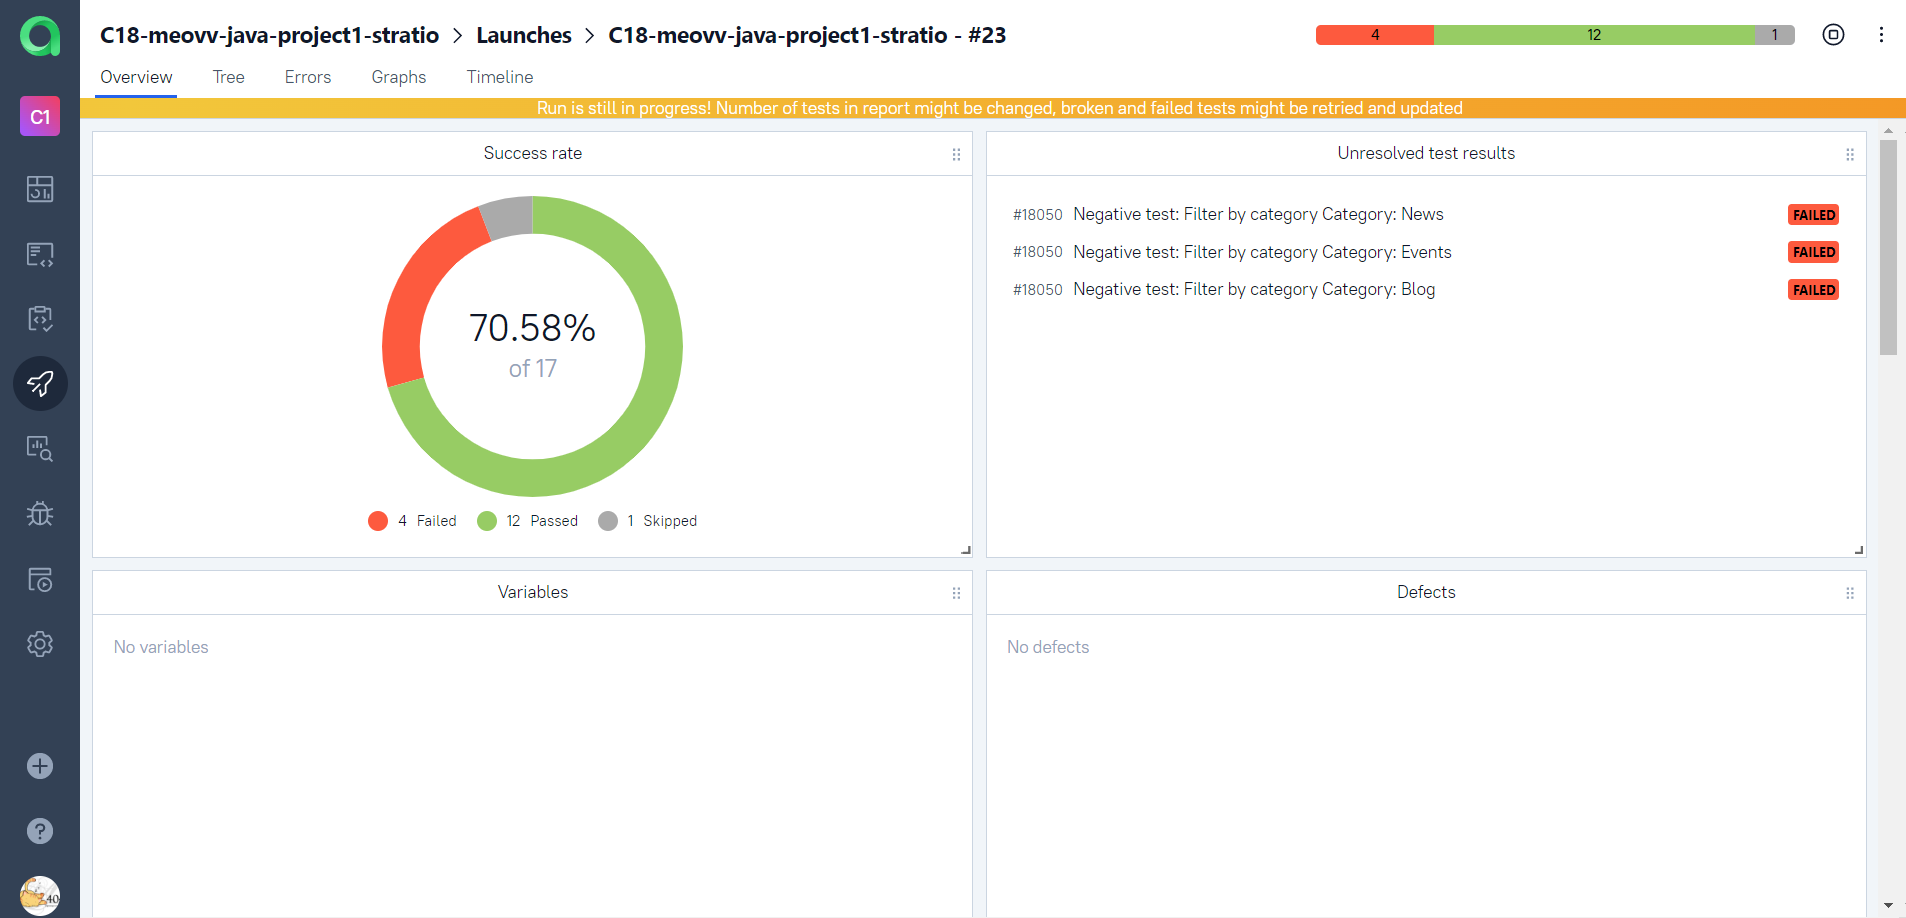 C18-meovv-java-project1-stratio > Launches > C18-meovv-java-project1-stratio - #23
4 12 1
Overview Tree Errors Graphs Timeline
C1
Run is still in progress! Number of tests in report might be changed, broken and failed tests might be retried and updated
Success rate
70.58%
of 17
4 Failed 12 Passed 1 Skipped
Unresolved test results
#18050 Negative test: Filter by category Category: News FAILED
#18050 Negative test: Filter by category Category: Events FAILED
#18050 Negative test: Filter by category Category: Blog FAILED
Variables
No variables
Defects
No defects
40